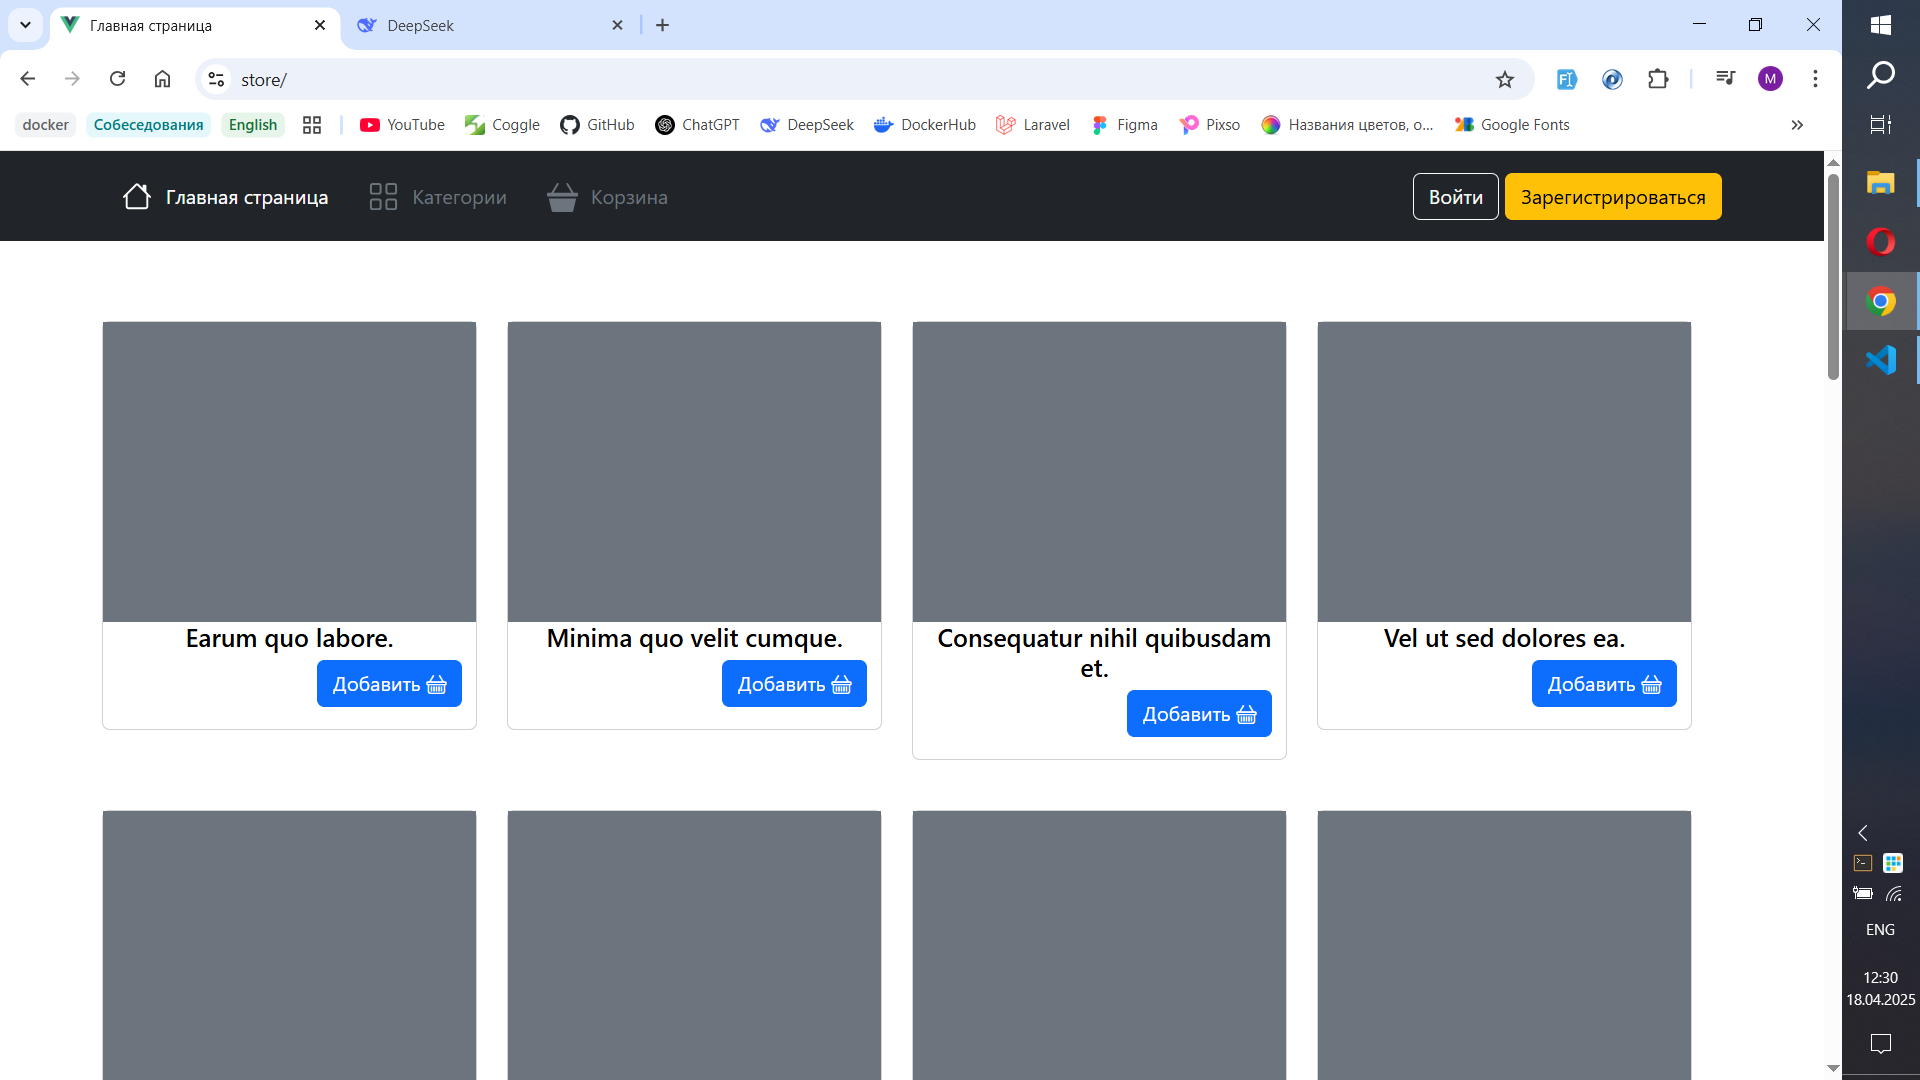 Главная страница
DeepSeek
store/
M
docker
Собеседования
English
YouTube
Coggle
GitHub
ChatGPT
DeepSeek
DockerHub
Laravel
Figma
Pixso
Названия цветов, о...
Google Fonts
Главная страница
Категории
Корзина
Войти
Зарегистрироваться
Earum quo labore.
Добавить
Minima quo velit cumque.
Добавить
Consequatur nihil quibusdam
et.
Добавить
Vel ut sed dolores ea.
Добавить
ENG
12:30
18.04.2025